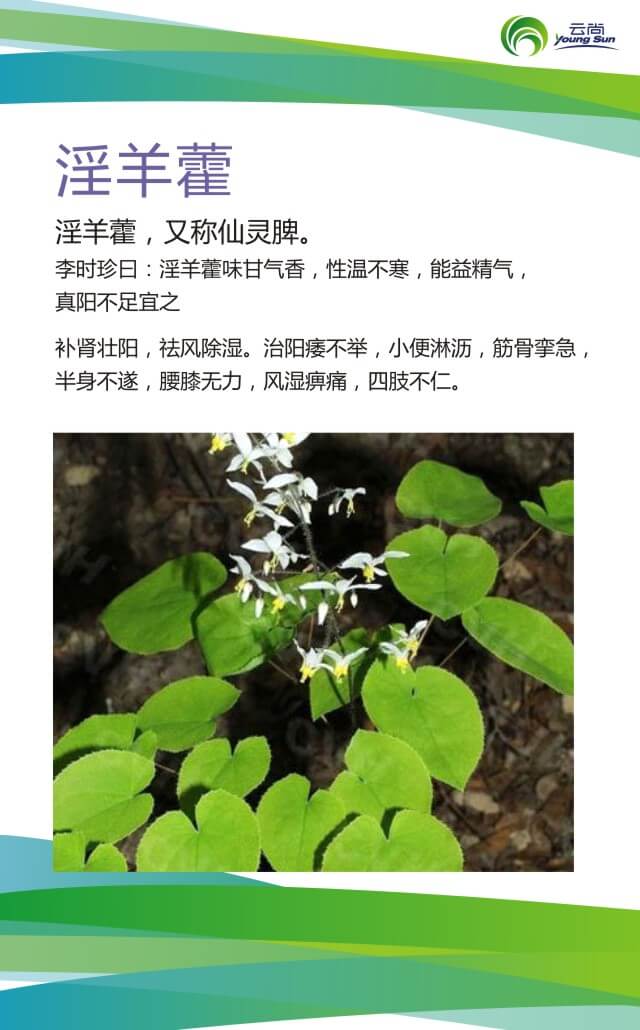 云尚
Young Sun
淫羊藿
淫羊藿，又称仙灵脾。
李时珍曰：淫羊藿味甘气香，性温不寒，能益精气，
真阳不足宜之
补肾壮阳，祛风除湿。治阳痿不举，小便淋沥，筋骨挛急，
半身不遂，腰膝无力，风湿痹痛，四肢不仁。